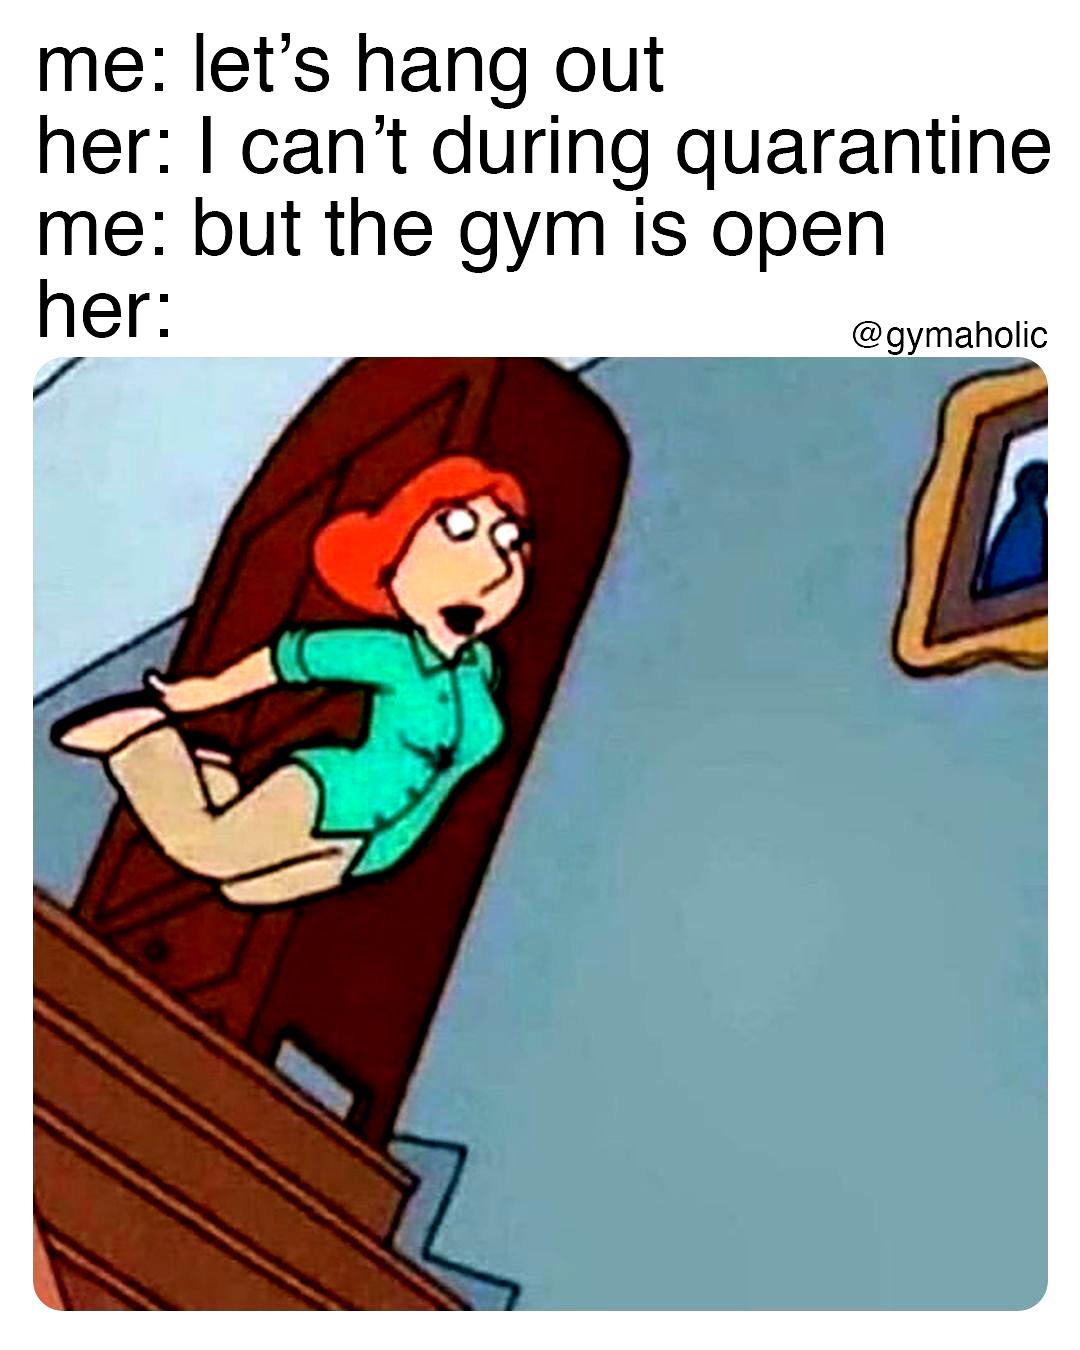 me: let’s hang out
her: I can’t during quarantine
me: but the gym is open
her:
@gymaholic